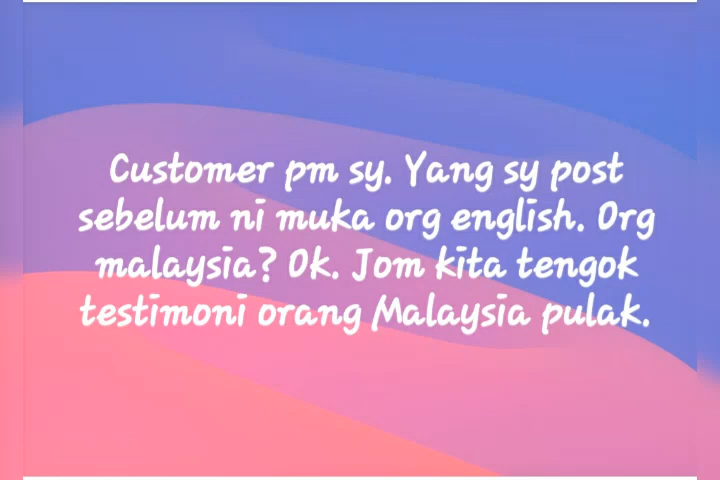 Customer pm sy. Yang sy post
sebelum ni muka org english. Org
malaysia? Ok. Jom kita tengok
testimoni orang Malaysia pulak.